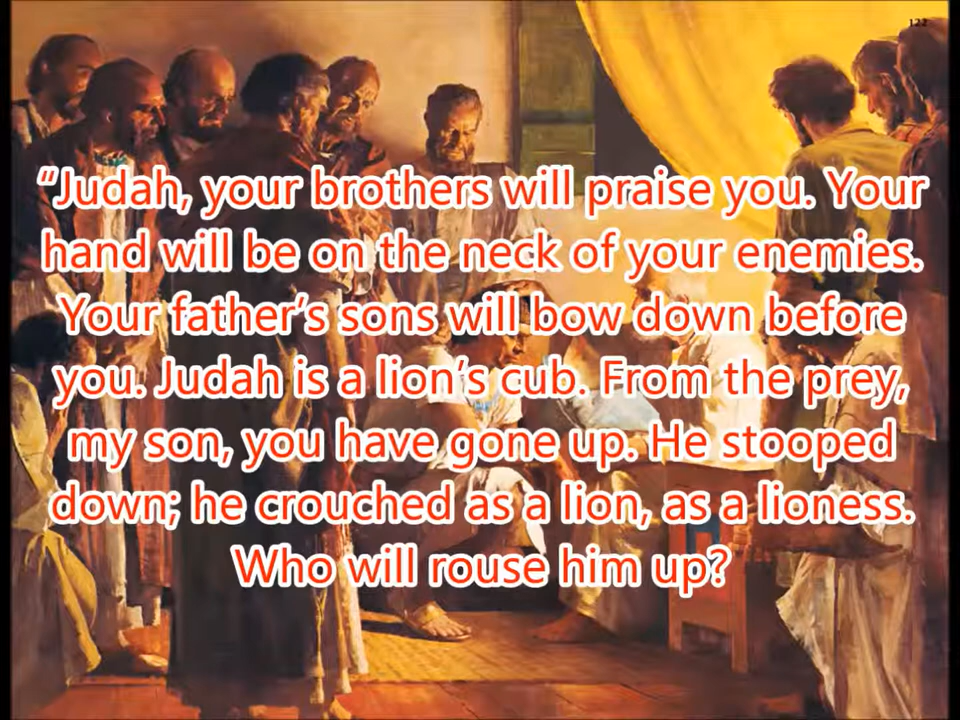 122
“Judah, your brothers will praise you. Your
hand will be on the neck of your enemies.
Your father’s sons will bow down before
you. Judah is a lion’s cub. From the prey,
my son, you have gone up. He stooped
down; he crouched as a lion, as a lioness.
Who will rouse him up?